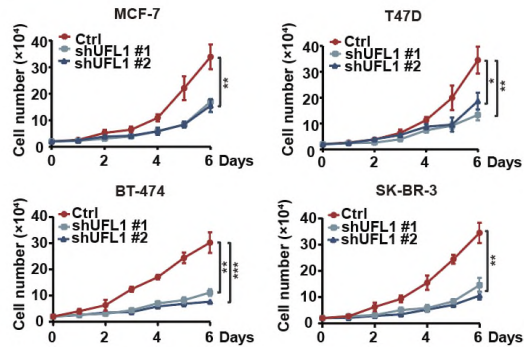 MCF-7
Cell number (×10⁴)
40
30
20
10
0
Ctrl
shUFL1 #1
shUFL1 #2
**
0 2 4 6 Days
T47D
Cell number (×10⁴)
40
30
20
10
0
Ctrl
shUFL1 #1
shUFL1 #2
*
**
0 2 4 6 Days
BT-474
Cell number (×10⁴)
40
30
20
10
0
Ctrl
shUFL1 #1
shUFL1 #2
**
***
0 2 4 6 Days
SK-BR-3
Cell number (×10⁴)
40
30
20
10
0
Ctrl
shUFL1 #1
shUFL1 #2
**
0 2 4 6 Days